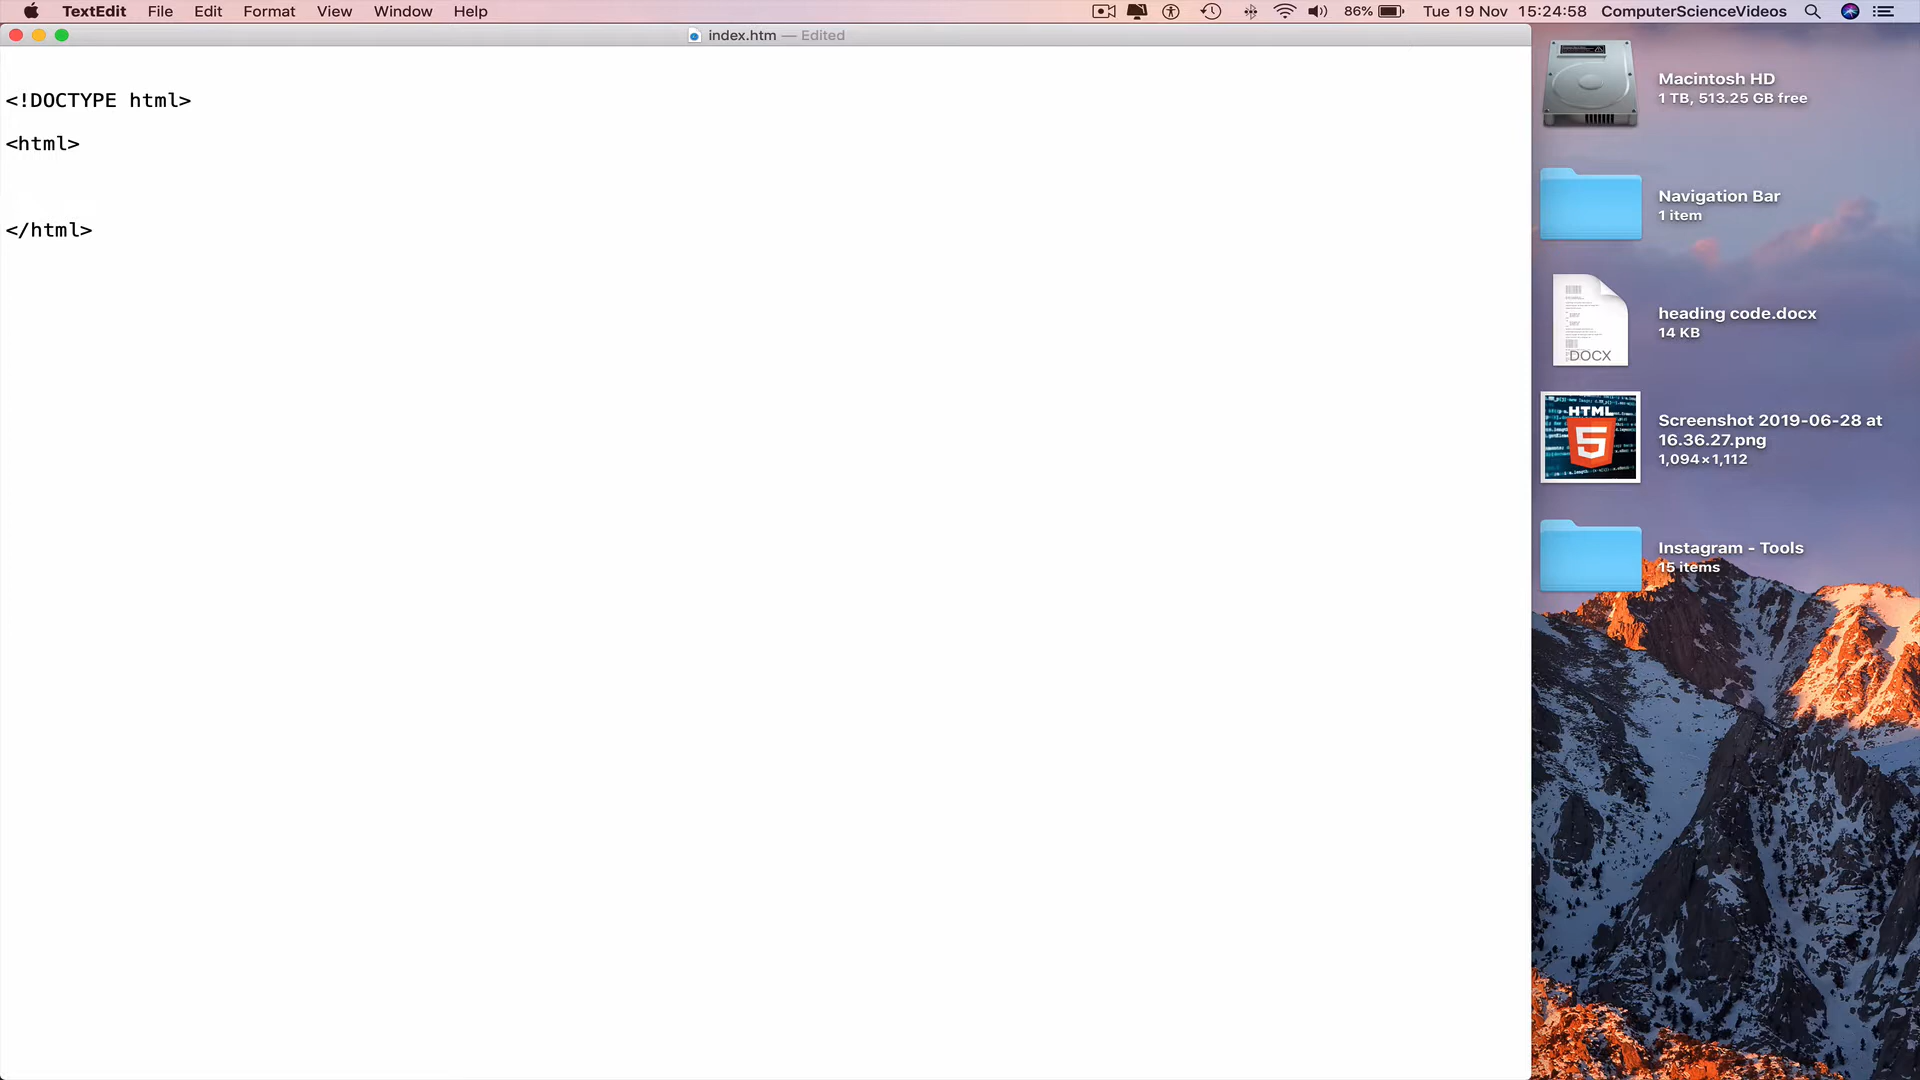 TextEdit File Edit Format View Window Help 86% Tue 19 Nov 15:24:58 ComputerScienceVideos
index.htm — Edited
<!DOCTYPE html>
<html>
</html>
Macintosh HD
1 TB, 513.25 GB free
Navigation Bar
1 item
DOCX
heading code.docx
14 KB
HTML
5
Screenshot 2019-06-28 at
16.36.27.png
1,094×1,112
Instagram - Tools
15 items